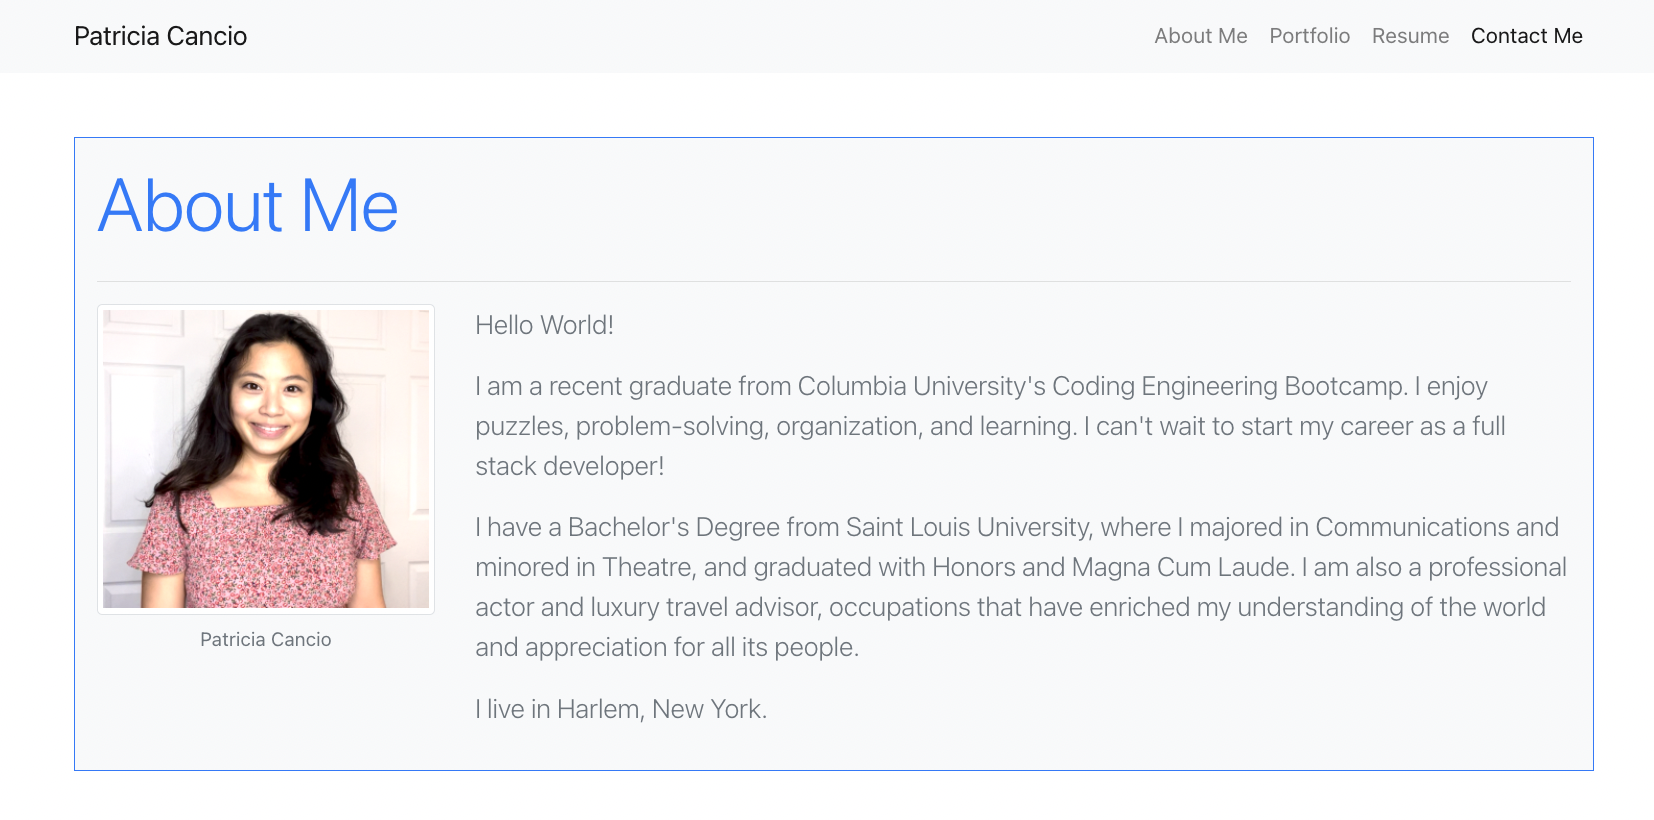 Patricia Cancio
About Me Portfolio Resume Contact Me
About Me
Hello World!
I am a recent graduate from Columbia University's Coding Engineering Bootcamp. I enjoy
puzzles, problem-solving, organization, and learning. I can't wait to start my career as a full
stack developer!
I have a Bachelor's Degree from Saint Louis University, where I majored in Communications and
minored in Theatre, and graduated with Honors and Magna Cum Laude. I am also a professional
actor and luxury travel advisor, occupations that have enriched my understanding of the world
and appreciation for all its people.
I live in Harlem, New York.
Patricia Cancio